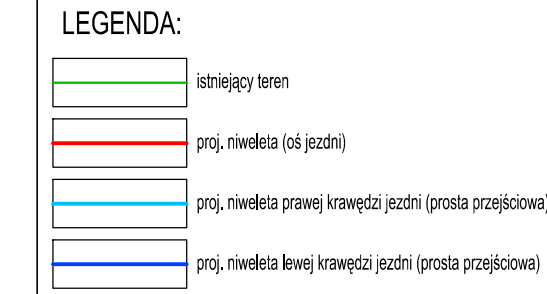 LEGENDA:
istniejący teren
proj. niweleta (oś jezdni)
proj. niweleta prawej krawędzi jezdni (prosta przejściowa)
proj. niweleta lewej krawędzi jezdni (prosta przejściowa)